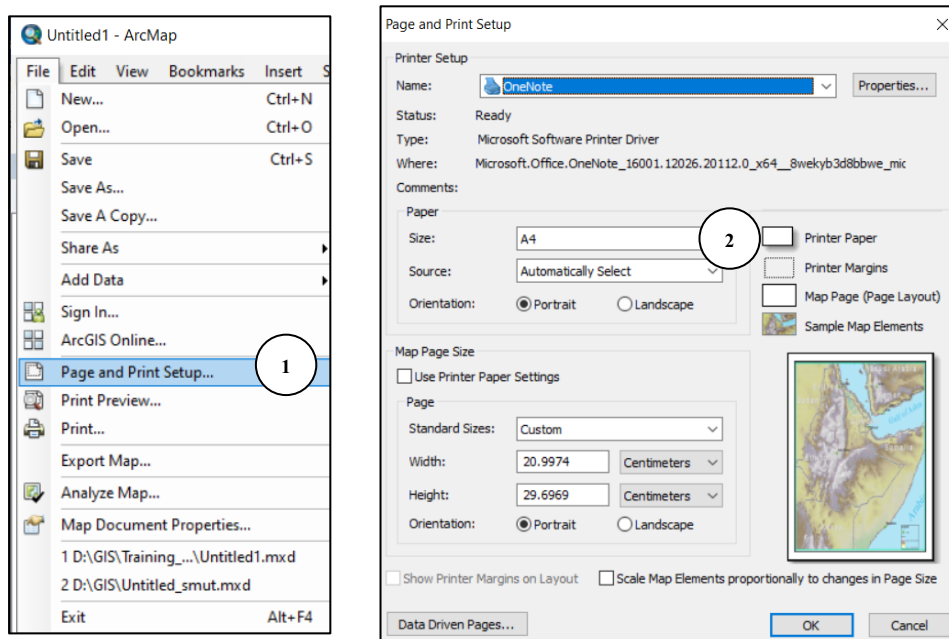 Untitled1 - ArcMap
File Edit View Bookmarks Insert S
New... Ctrl+N
Open... Ctrl+O
Save Ctrl+S
Save As...
Save A Copy...
Share As
Add Data
Sign In...
ArcGIS Online...
Page and Print Setup... 1
Print Preview...
Print...
Export Map...
Analyze Map...
Map Document Properties...
1 D:\GIS\Training_...\Untitled1.mxd
2 D:\GIS\Untitled_smut.mxd
Exit Alt+F4
Page and Print Setup
Printer Setup
Name: OneNote Properties...
Status: Ready
Type: Microsoft Software Printer Driver
Where: Microsoft.Office.OneNote_16001.12026.20112.0_x64__8wekyb3d8bbwe_mic
Comments:
Paper
Size: A4 2
Source: Automatically Select
Orientation: Portrait Landscape
Printer Paper
Printer Margins
Map Page (Page Layout)
Sample Map Elements
Map Page Size
Use Printer Paper Settings
Page
Standard Sizes: Custom
Width: 20.9974 Centimeters
Height: 29.6969 Centimeters
Orientation: Portrait Landscape
Show Printer Margins on Layout Scale Map Elements proportionally to changes in Page Size
Data Driven Pages... OK Cancel